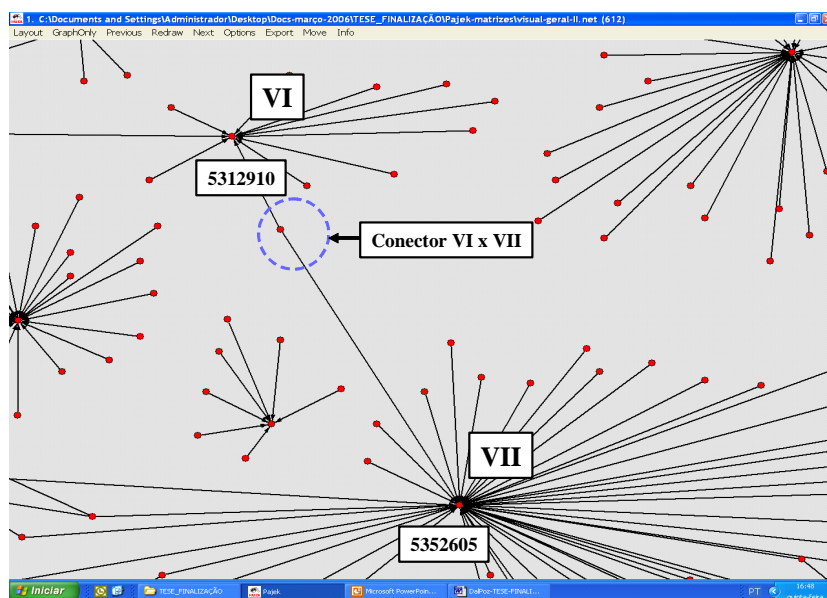 1. C:\Documents and Settings\Administrador\Desktop\Docs-março-2006\TESE_FINALIZAÇÃO\Pajek-matrizes\visual-geral-II.net (612)
Layout GraphOnly Previous Redraw Next Options Export Move Info
VI
5312910
Conector VI x VII
VII
5352605
Iniciar TESE_FINALIZAÇÃO Pajek Microsoft PowerPoin... DalPoz-TESE-FINALI... PT 16:48
quinta-feira